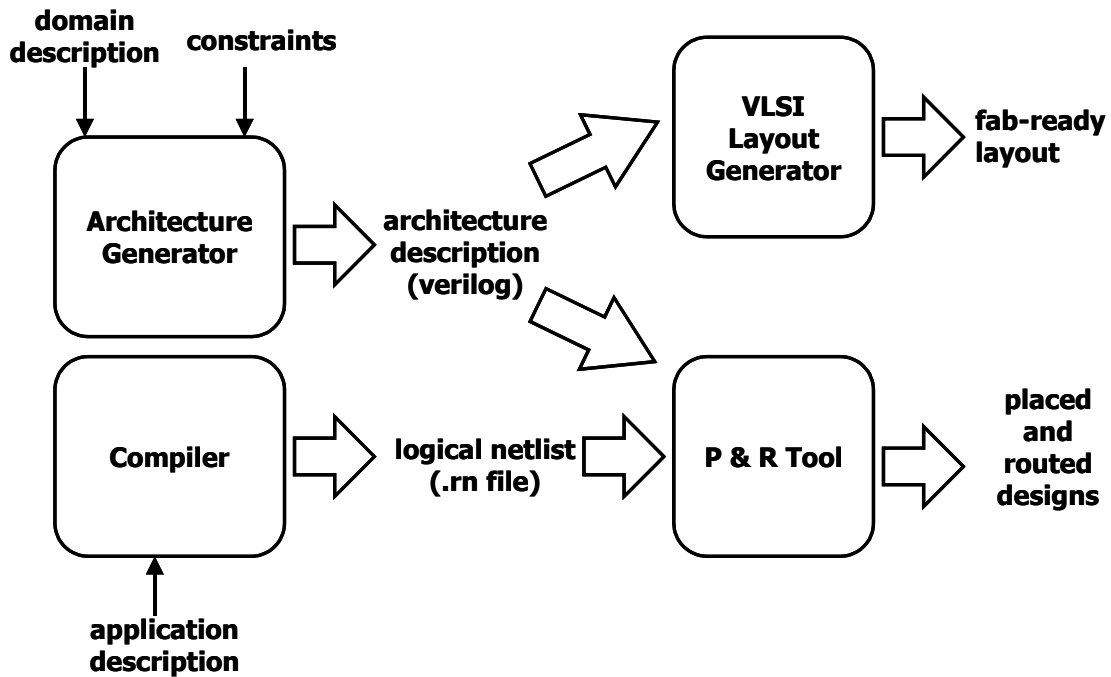 domain
description
constraints
Architecture
Generator
architecture
description
(verilog)
VLSI
Layout
Generator
fab-ready
layout
Compiler
logical netlist
(.rn file)
P & R Tool
placed
and
routed
designs
application
description